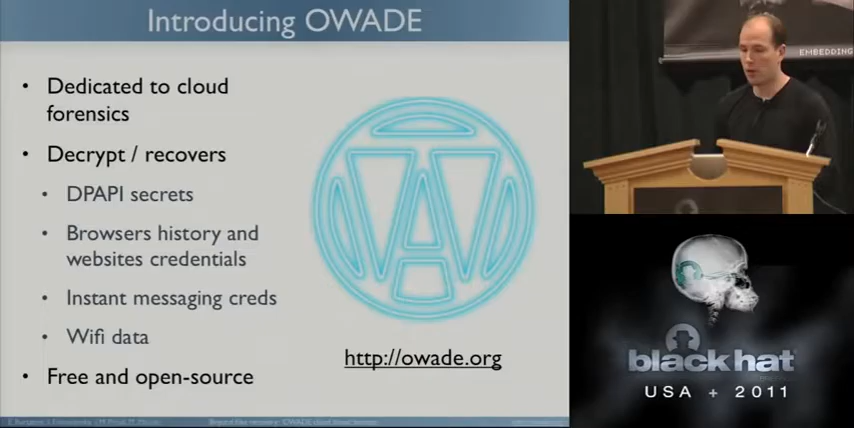 Introducing OWADE
• Dedicated to cloud
forensics
• Decrypt / recovers
• DPAPI secrets
• Browsers history and
websites credentials
• Instant messaging creds
• Wifi data
• Free and open-source
http://owade.org
EMBEDDING
black hat
USA + 2011